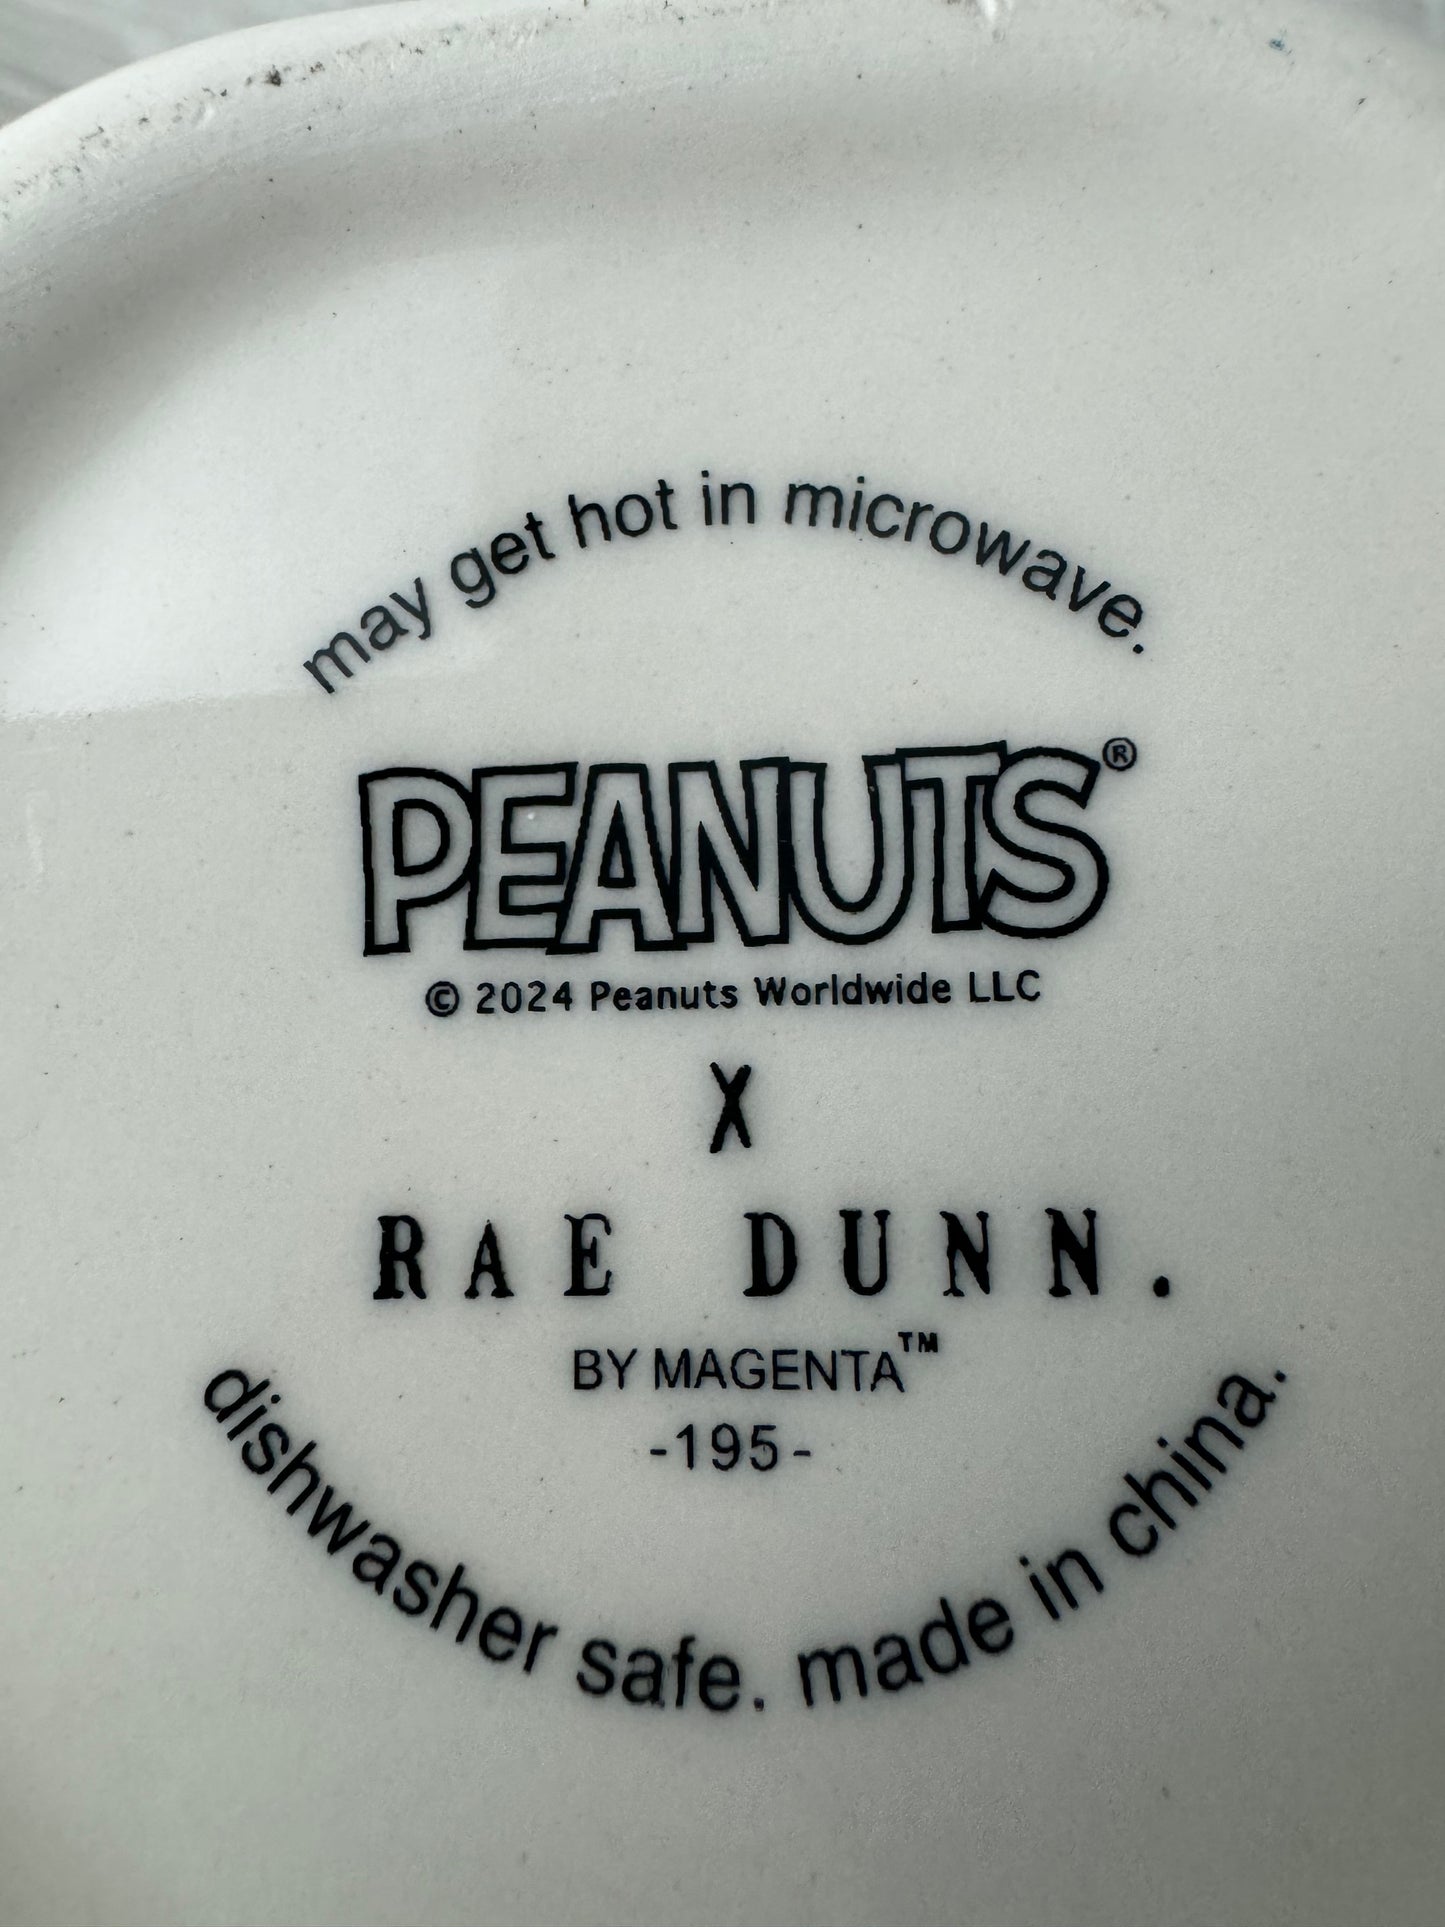 may get hot in microwave.
PEANUTS®
© 2024 Peanuts Worldwide LLC
X
RAE DUNN.
BY MAGENTA™
-195-
dishwasher safe. made in china.